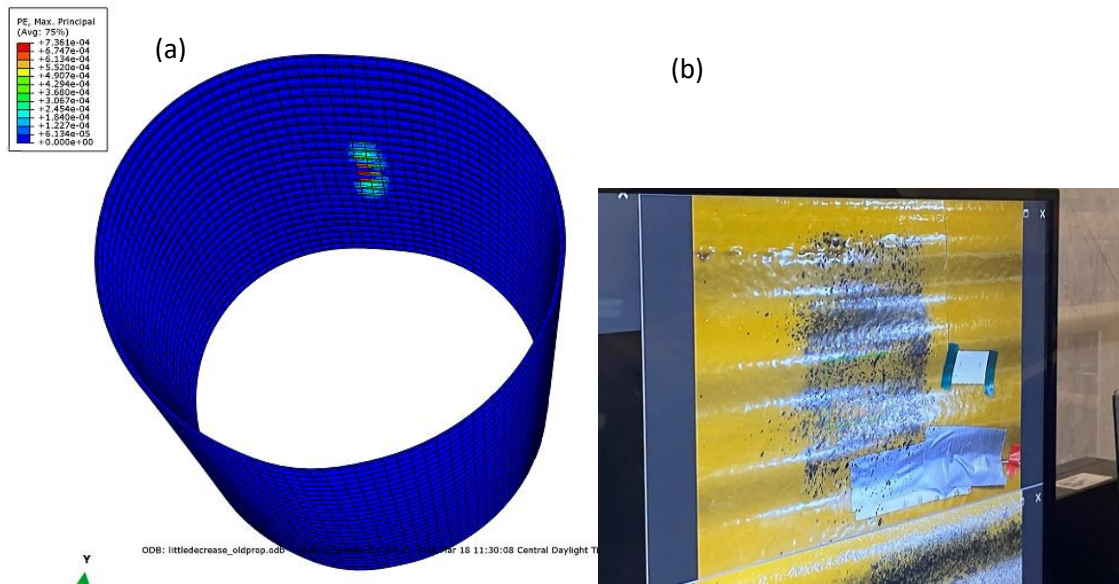 PE, Max. Principal
(Avg: 75%)
+7.361e-04
+6.747e-04
+6.134e-04
+5.520e-04
+4.907e-04
+4.294e-04
+3.680e-04
+3.067e-04
+2.454e-04
+1.840e-04
+1.227e-04
+6.134e-05
+0.000e+00
(a)
(b)
X
X
Y
ODB: littledecrease_oldprop.odb Mar 18 11:30:08 Central Daylight T